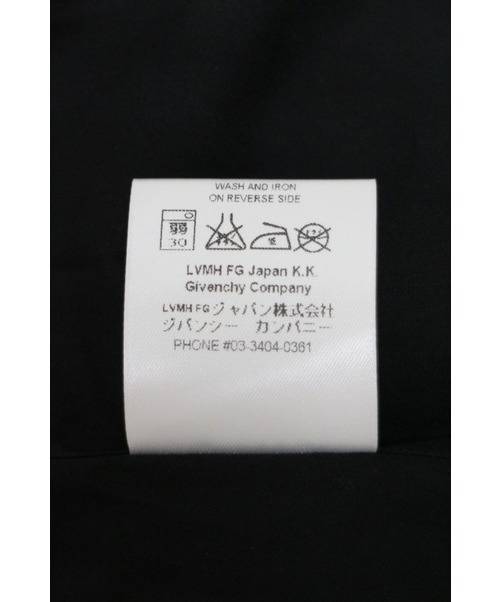 WASH AND IRON
ON REVERSE SIDE
30
LVMH FG Japan K.K.
Givenchy Company
LVMH FGジャパン株式会社
ジバンシー カンパニー
PHONE #03-3404-0361